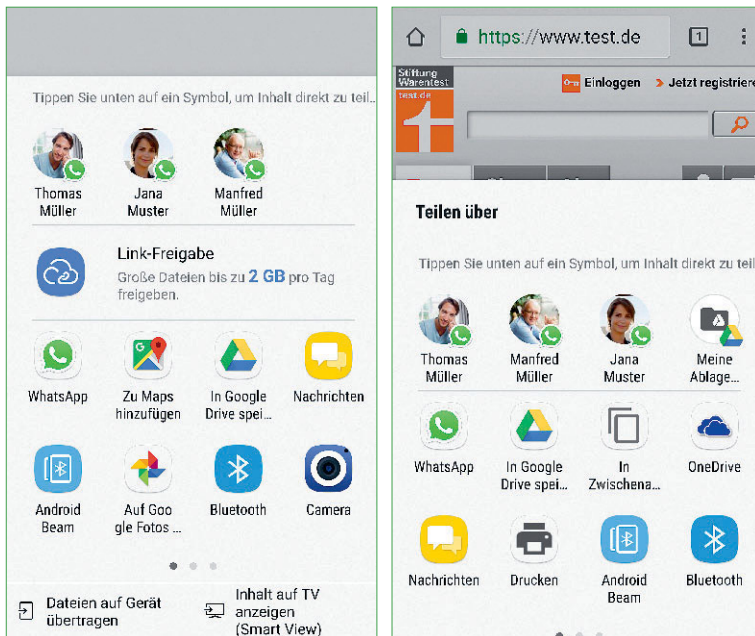 Tippen Sie unten auf ein Symbol, um Inhalt direkt zu teil...
Thomas
Müller
Jana
Muster
Manfred
Müller
Link-Freigabe
Große Dateien bis zu 2 GB pro Tag
freigeben.
WhatsApp
Zu Maps
hinzufügen
In Google
Drive spei...
Nachrichten
Android
Beam
Auf Goo
gle Fotos ...
Bluetooth
Camera
Dateien auf Gerät
übertragen
Inhalt auf TV
anzeigen
(Smart View)
https://www.test.de
1
Stiftung
Warentest
test.de
Einloggen
Jetzt registriere
Teilen über
Tippen Sie unten auf ein Symbol, um Inhalt direkt zu teil
Thomas
Müller
Manfred
Müller
Jana
Muster
Meine
Ablage...
WhatsApp
In Google
Drive spei...
In
Zwischena...
OneDrive
Nachrichten
Drucken
Android
Beam
Bluetooth